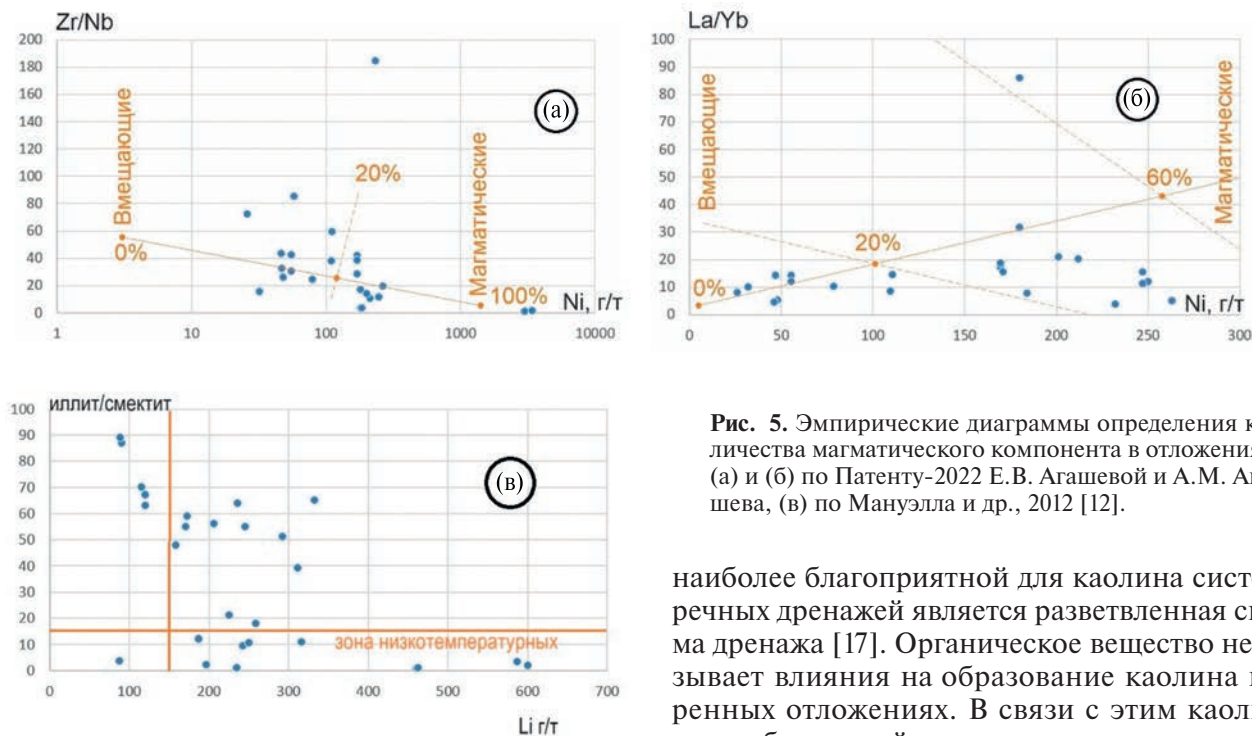 Zr/Nb
200
180
160
140
120
100
80
60
40
20
0
Вмещающие
0%
20%
Магматические
100%
Ni, г/т
1
10
100
1000
10000
(а)
La/Yb
100
90
80
70
60
50
40
30
20
10
0
Вмещающие
0%
20%
60%
Магматические
Ni, г/т
0
50
100
150
200
250
300
(б)
иллит/смектит
100
90
80
70
60
50
40
30
20
10
0
зона низкотемпературных
0
100
200
300
400
500
600
700
Li г/т
(в)
Рис. 5. Эмпирические диаграммы определения к
личества магматического компонента в отложения
(а) и (б) по Патенту-2022 Е.В. Агашевой и А.М. Аг
шева, (в) по Мануэлла и др., 2012 [12].
наиболее благоприятной для каолина систе
речных дренажей является разветвленная си
ма дренажа [17]. Органическое вещество не
зывает влияния на образование каолина в
ренных отложениях. В связи с этим каоли